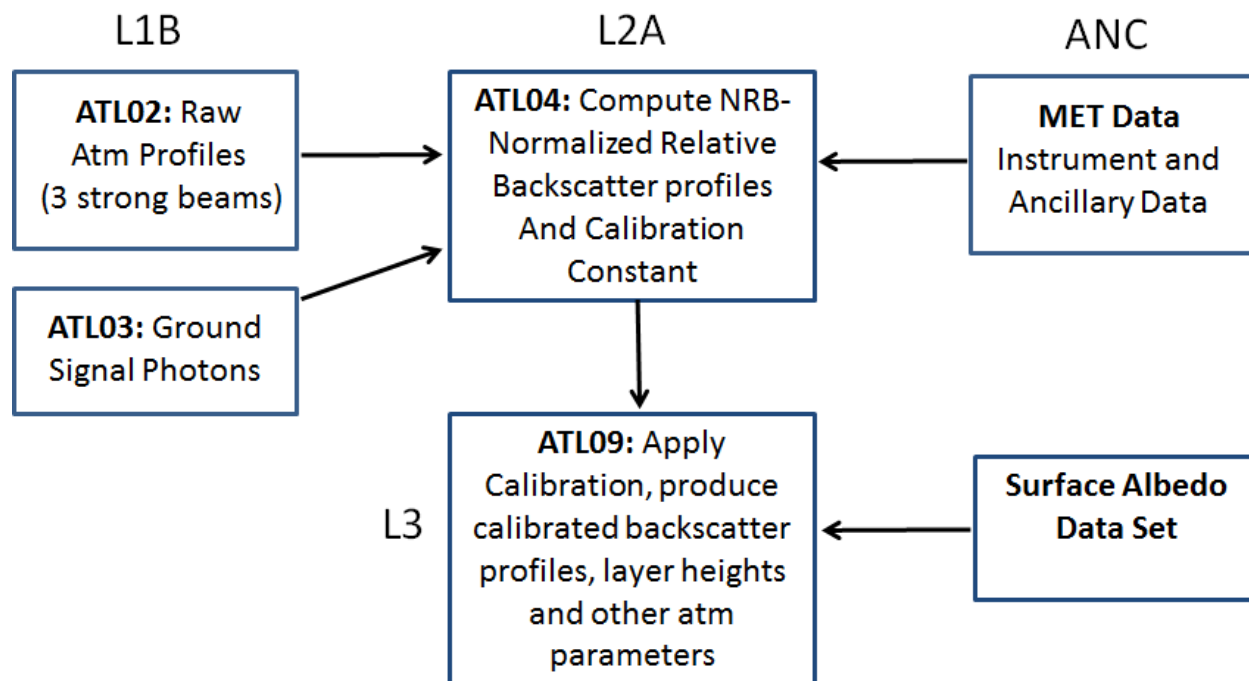 L1B
L2A
ANC
ATL02: Raw
Atm Profiles
(3 strong beams)
ATL03: Ground
Signal Photons
ATL04: Compute NRB-
Normalized Relative
Backscatter profiles
And Calibration
Constant
MET Data
Instrument and
Ancillary Data
L3
ATL09: Apply
Calibration, produce
calibrated backscatter
profiles, layer heights
and other atm
parameters
Surface Albedo
Data Set